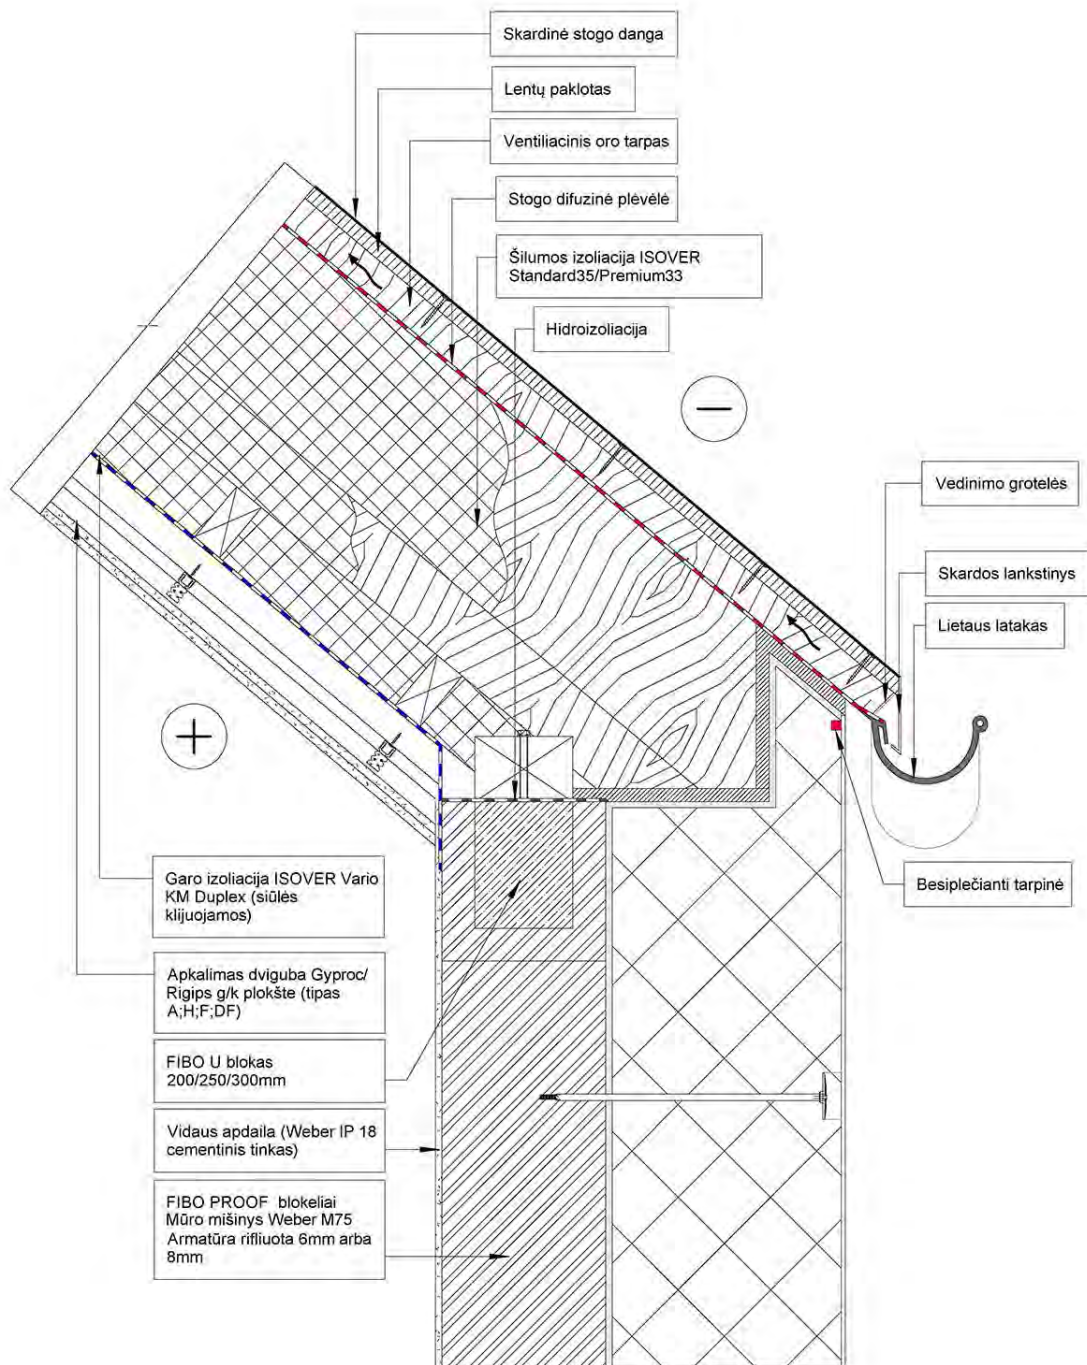 Skardinė stogo danga
Lentų paklotas
Ventiliacinis oro tarpas
Stogo difuzinė plėvėlė
Šilumos izoliacija ISOVER
Standard35/Premium33
Hidroizoliacija
Vedinimo grotelės
Skardos lankstinys
Lietaus latakas
Besiplečianti tarpinė
Garo izoliacija ISOVER Vario
KM Duplex (siūlės
klijuojamos)
Apkalimas dviguba Gyproc/
Rigips g/k plokšte (tipas
A;H;F;DF)
FIBO U blokas
200/250/300mm
Vidaus apdaila (Weber IP 18
cementinis tinkas)
FIBO PROOF blokeliai
Mūro mišinys Weber M75
Armatūra rifliuota 6mm arba
8mm